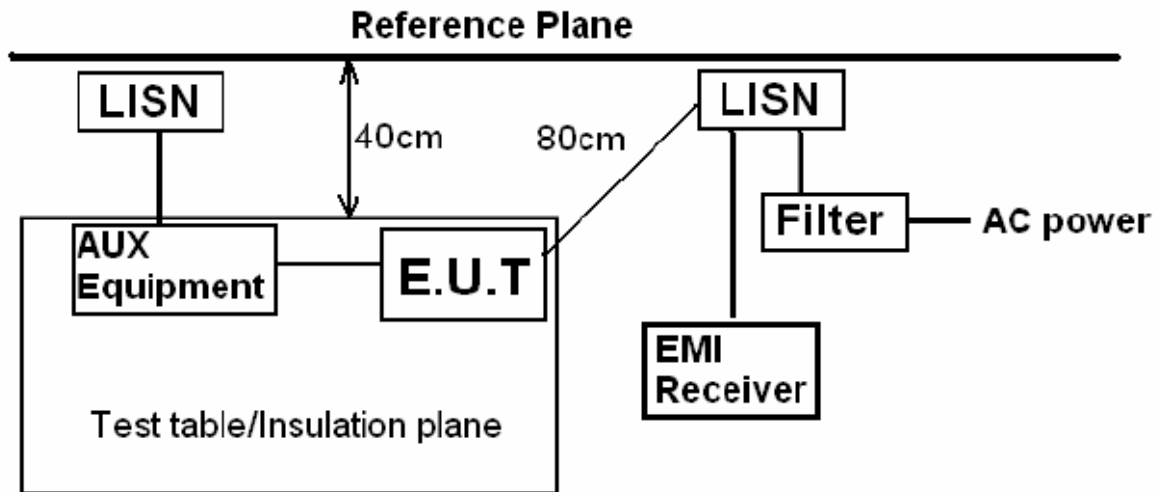 Reference Plane
LISN
40cm
80cm
LISN
AUX
Equipment
E.U.T
Filter
AC power
EMI
Receiver
Test table/Insulation plane